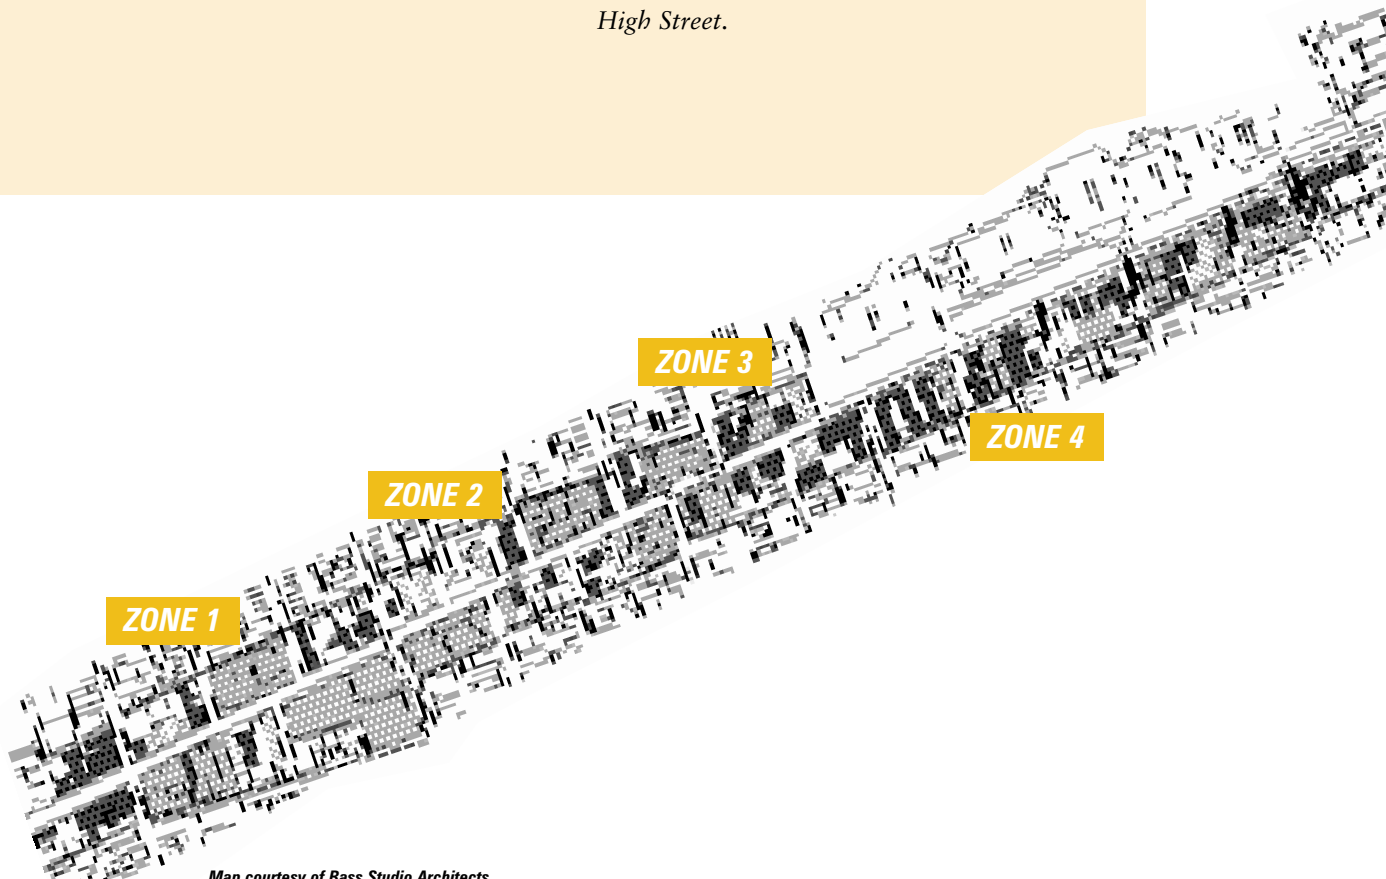 High Street.
ZONE 3
ZONE 4
ZONE 2
ZONE 1
Map courtesy of Bass Studio Architects